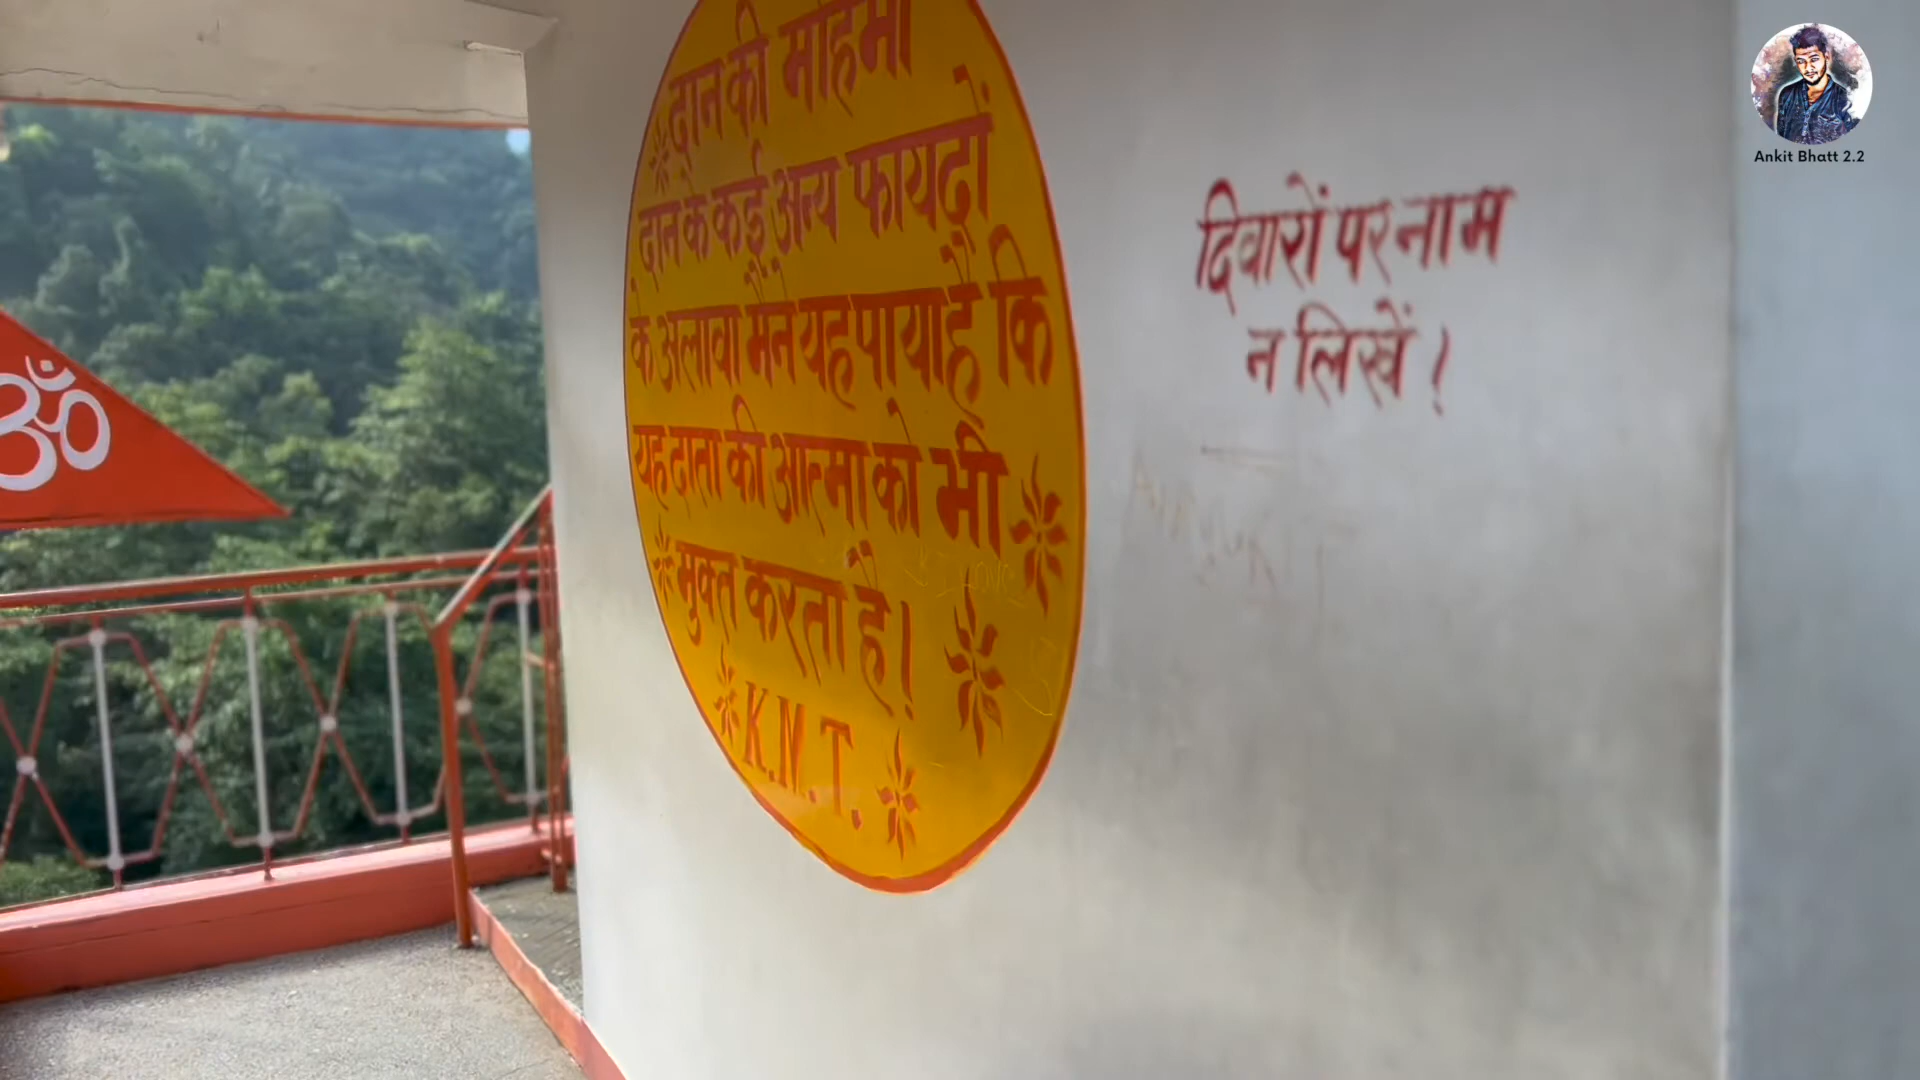 दान की महिमा
दान के कई अन्य फायदों
के अलावा मैने यह पाया है कि
यह दाता की आत्मा को भी
मुक्त करता है।
K.N.T.
दिवारों पर नाम
न लिखें !
ॐ
Ankit Bhatt 2.2